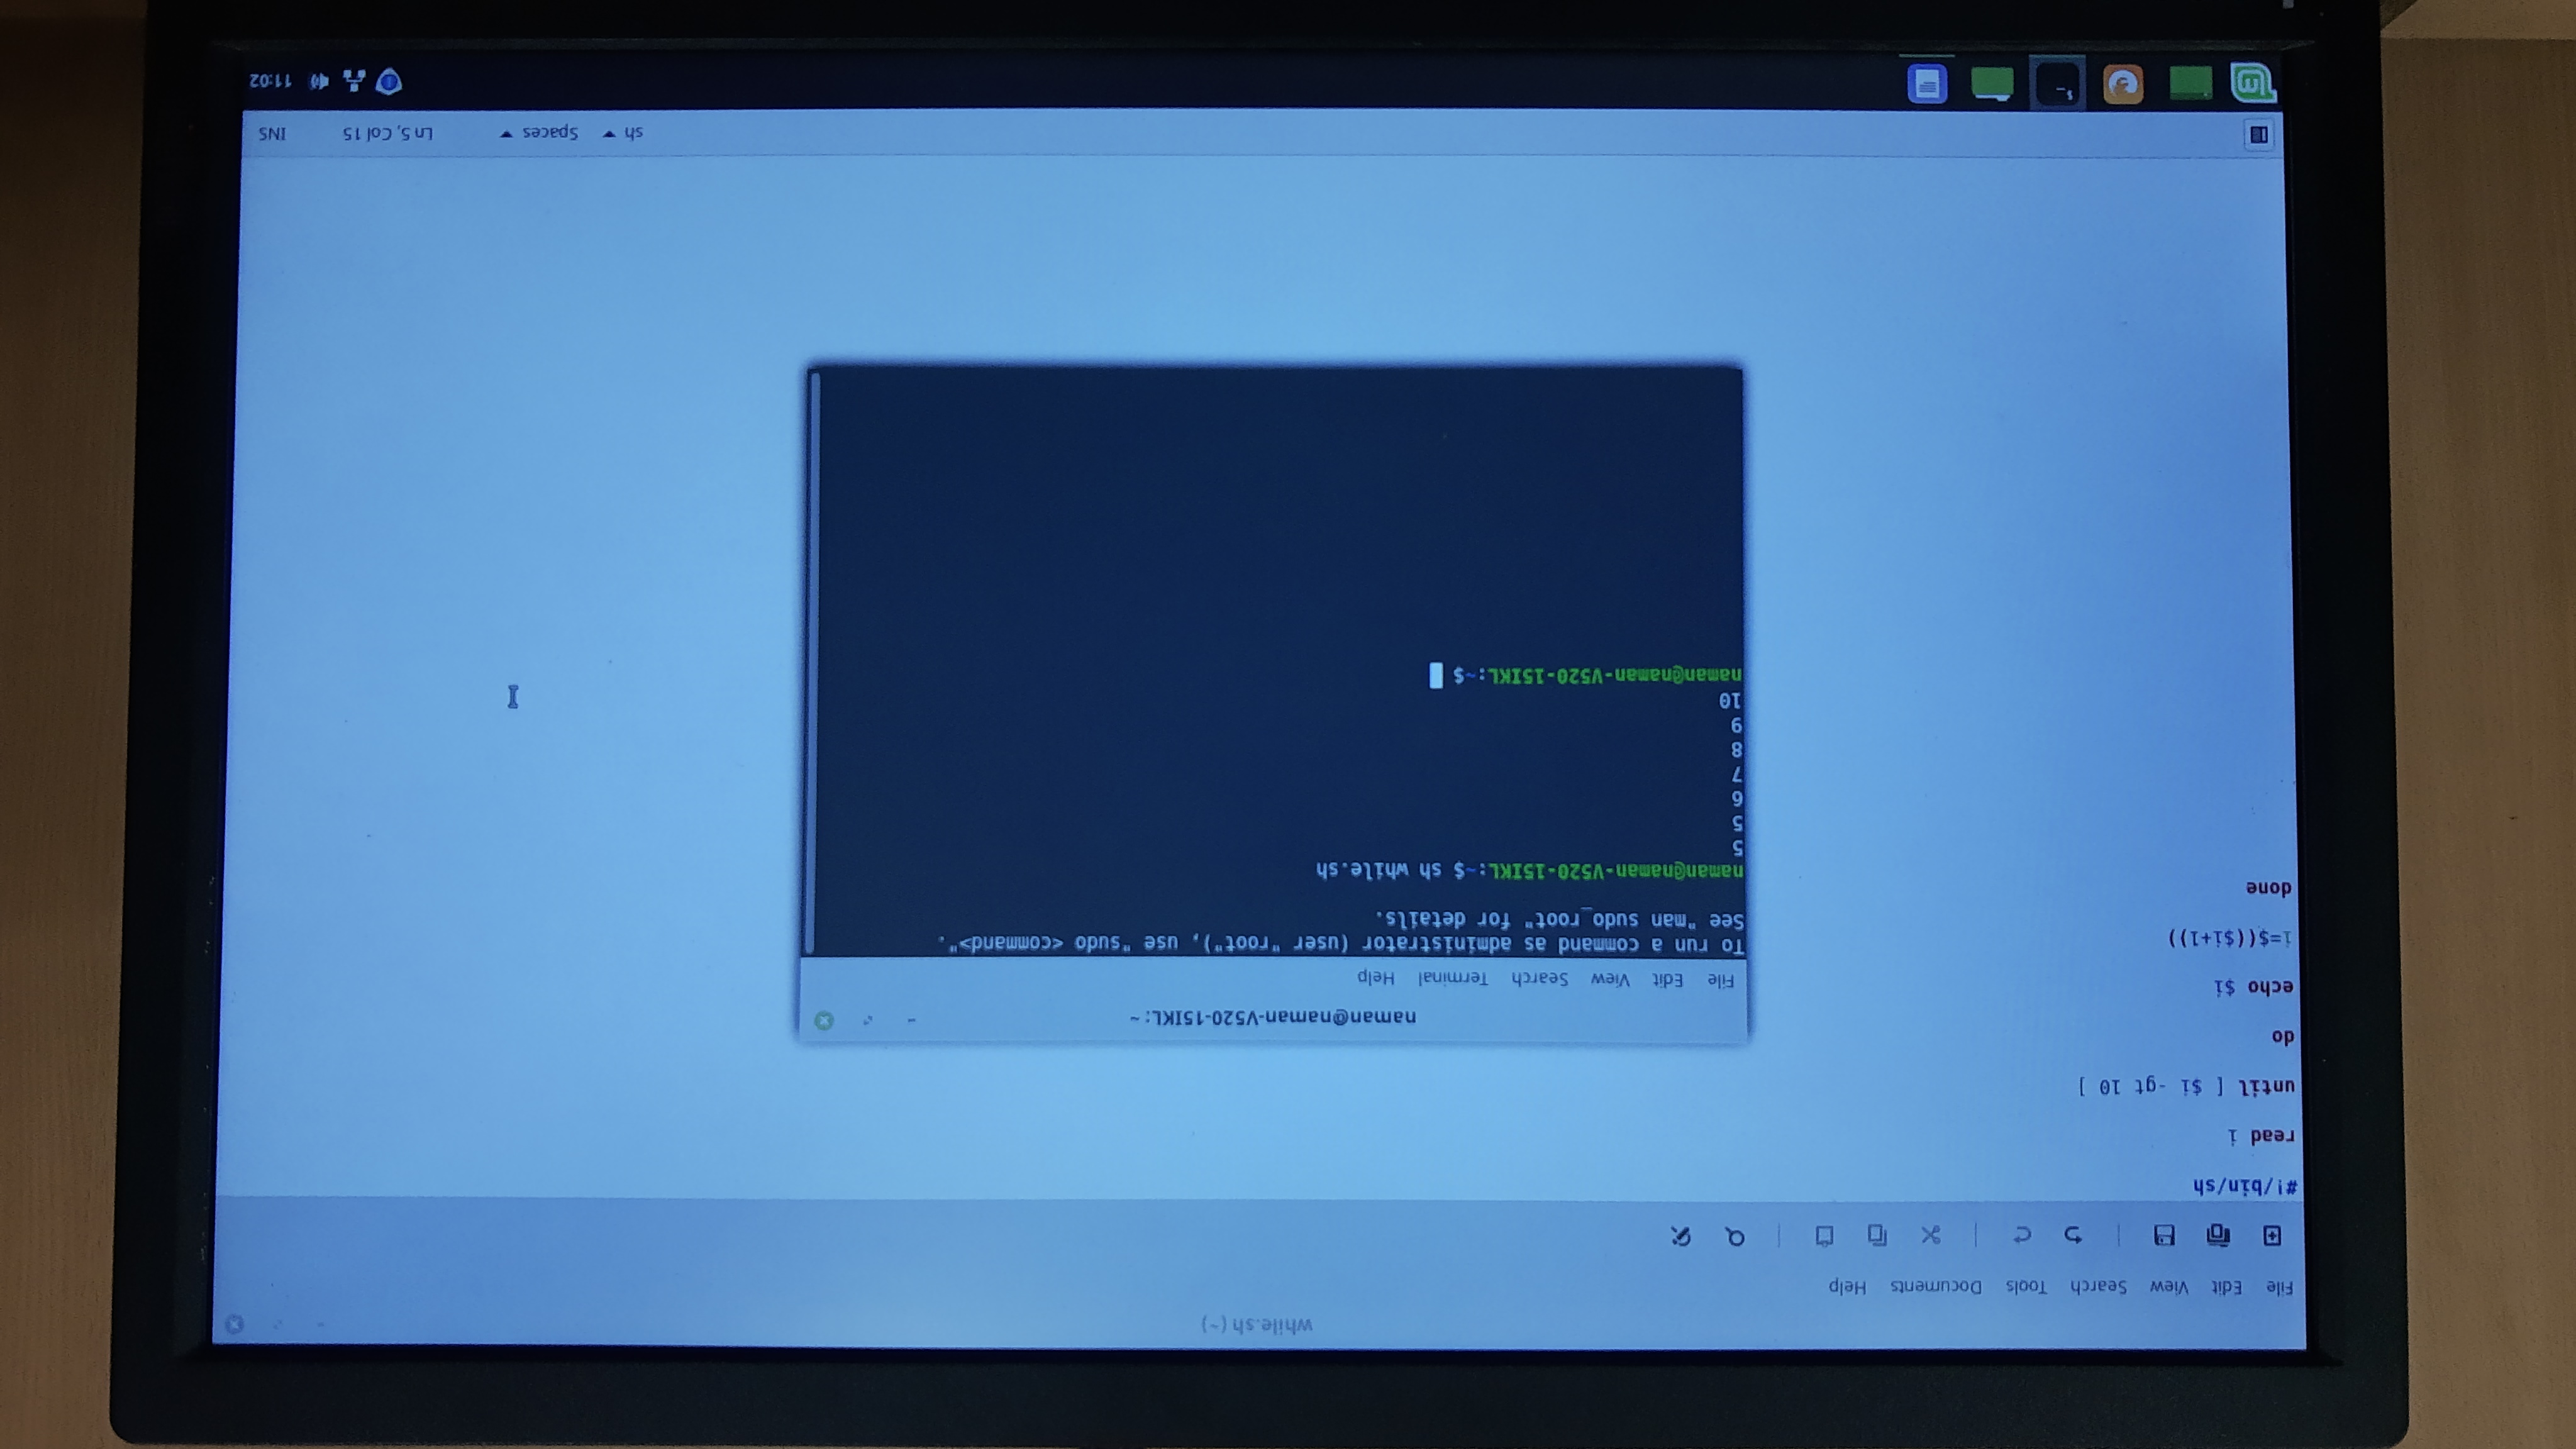 while.sh (~)
File Edit View Search Tools Documents Help
#!/bin/sh
read i
until [ $i -gt 10 ]
do
echo $i
i=$(($i+1))
done
naman@naman-V520-15IKL: ~
File Edit View Search Terminal Help
To run a command as administrator (user "root"), use "sudo <command>".
See "man sudo_root" for details.
naman@naman-V520-15IKL:~$ sh while.sh
5
5
6
7
8
9
10
naman@naman-V520-15IKL:~$
sh Spaces Ln 5, Col 15 INS
$_
11:02